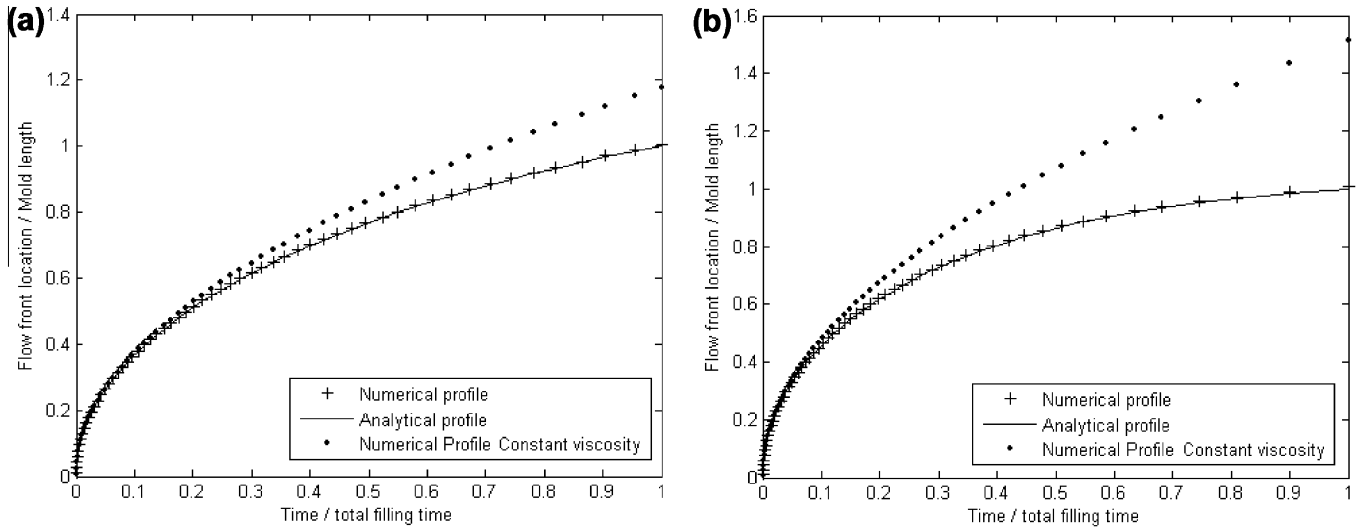 (a)
1.4
1.2
1
0.8
0.6
0.4
0.2
0
Flow front location / Mold length
Numerical profile
Analytical profile
Numerical Profile Constant viscosity
0 0.1 0.2 0.3 0.4 0.5 0.6 0.7 0.8 0.9 1
Time / total filling time
(b)
1.6
1.4
1.2
1
0.8
0.6
0.4
0.2
0
Flow front location / Mold length
Numerical profile
Analytical profile
Numerical Profile Constant viscosity
0 0.1 0.2 0.3 0.4 0.5 0.6 0.7 0.8 0.9 1
Time / total filling time